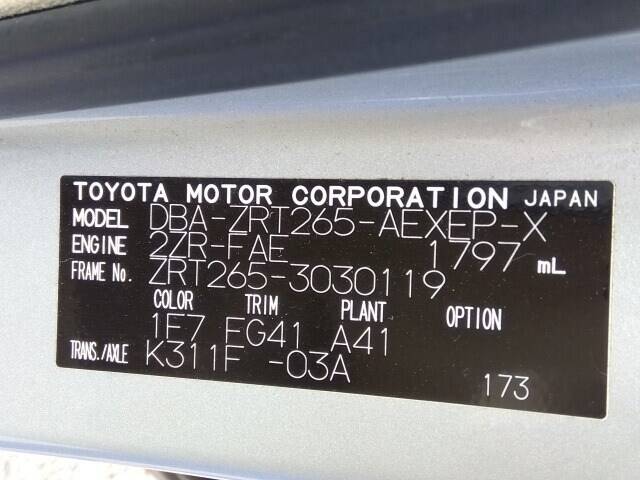 TOYOTA MOTOR CORPORATION JAPAN
MODEL DBA-ZRT265-AEXEP-X
ENGINE 2ZR-FAE 1797 mL
FRAME No. ZRT265-3030119
COLOR TRIM PLANT OPTION
1E7 FG41 A41
TRANS./AXLE K311F -03A
173